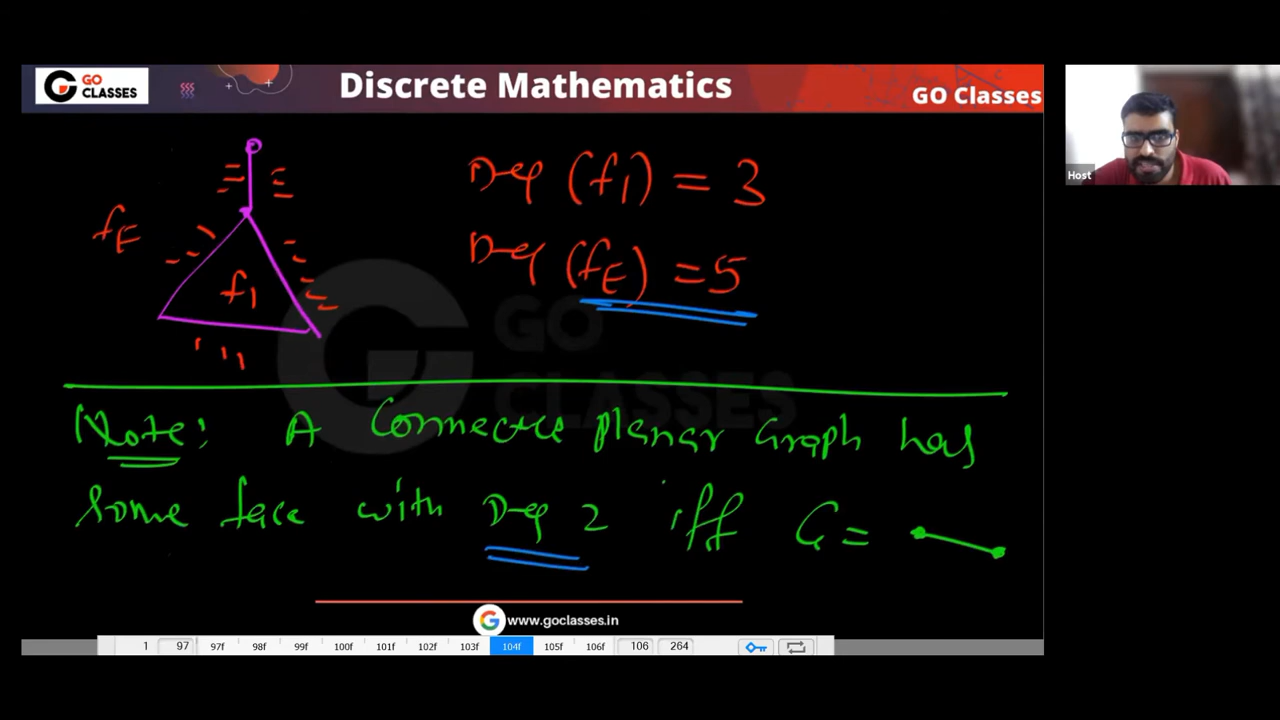 GO
CLASSES
Discrete Mathematics
GO Classes
Deg (f1) = 3
fE
Deg (fE) = 5
f1
GO
CLASSES
Note: A Connected planar Graph has
some face with Deg 2 iff G =
www.goclasses.in
1 97 97f 98f 99f 100f 101f 102f 103f 104f 105f 106f 106 264
Host